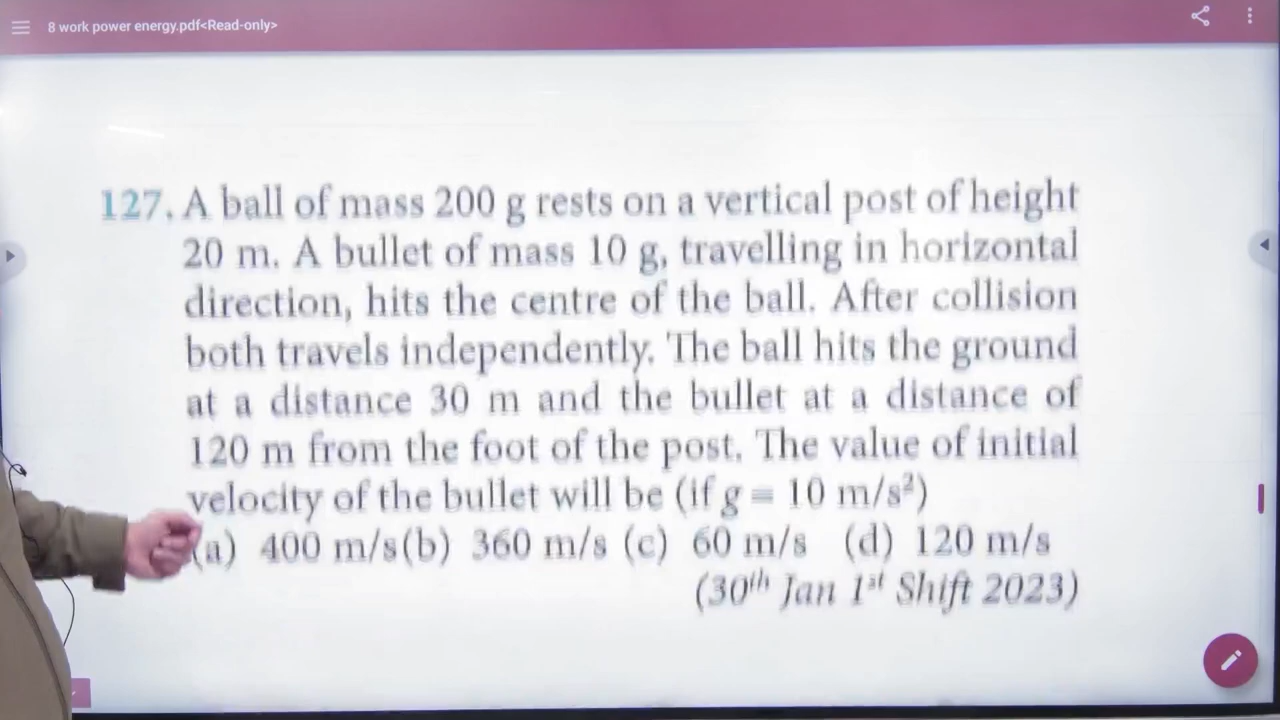 8 work power energy.pdf<Read-only>
127. A ball of mass 200 g rests on a vertical post of height
20 m. A bullet of mass 10 g, travelling in horizontal
direction, hits the centre of the ball. After collision
both travels independently. The ball hits the ground
at a distance 30 m and the bullet at a distance of
120 m from the foot of the post. The value of initial
velocity of the bullet will be (if g = 10 m/s²)
(a) 400 m/s(b) 360 m/s (c) 60 m/s (d) 120 m/s
(30th Jan 1st Shift 2023)